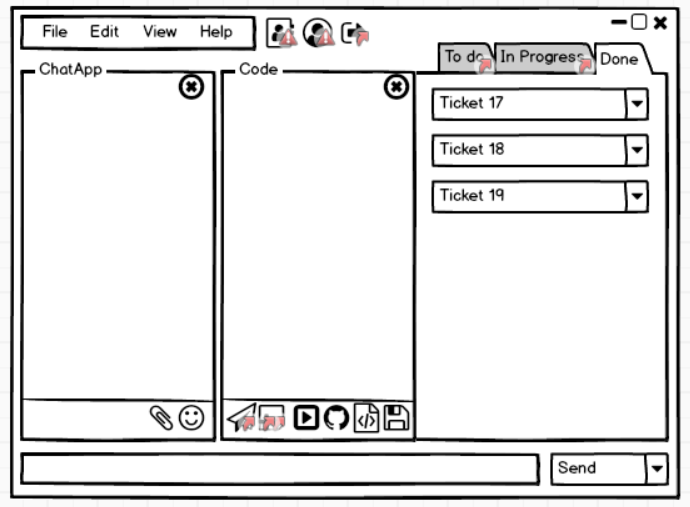 File Edit View Help
To do In Progress Done
ChatApp
Code
Ticket 17
Ticket 18
Ticket 19
</>
Send